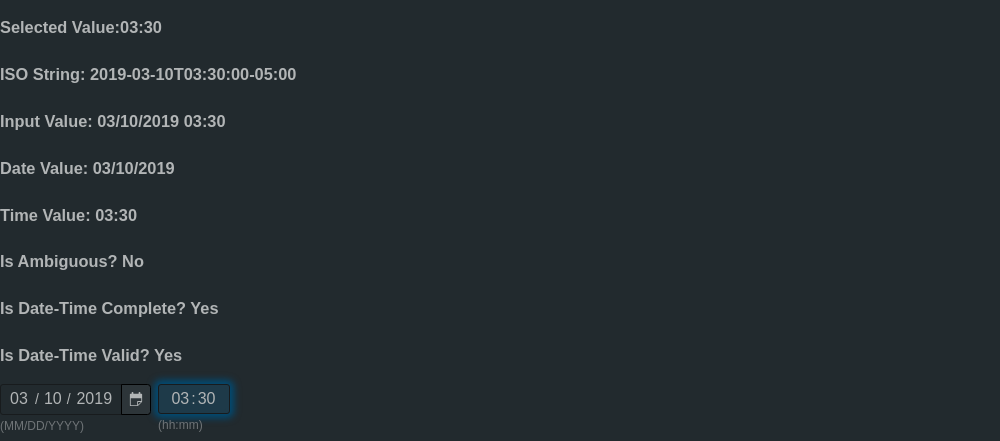 Selected Value:03:30
ISO String: 2019-03-10T03:30:00-05:00
Input Value: 03/10/2019 03:30
Date Value: 03/10/2019
Time Value: 03:30
Is Ambiguous? No
Is Date-Time Complete? Yes
Is Date-Time Valid? Yes
03 / 10 / 2019 03:30
(MM/DD/YYYY) (hh:mm)